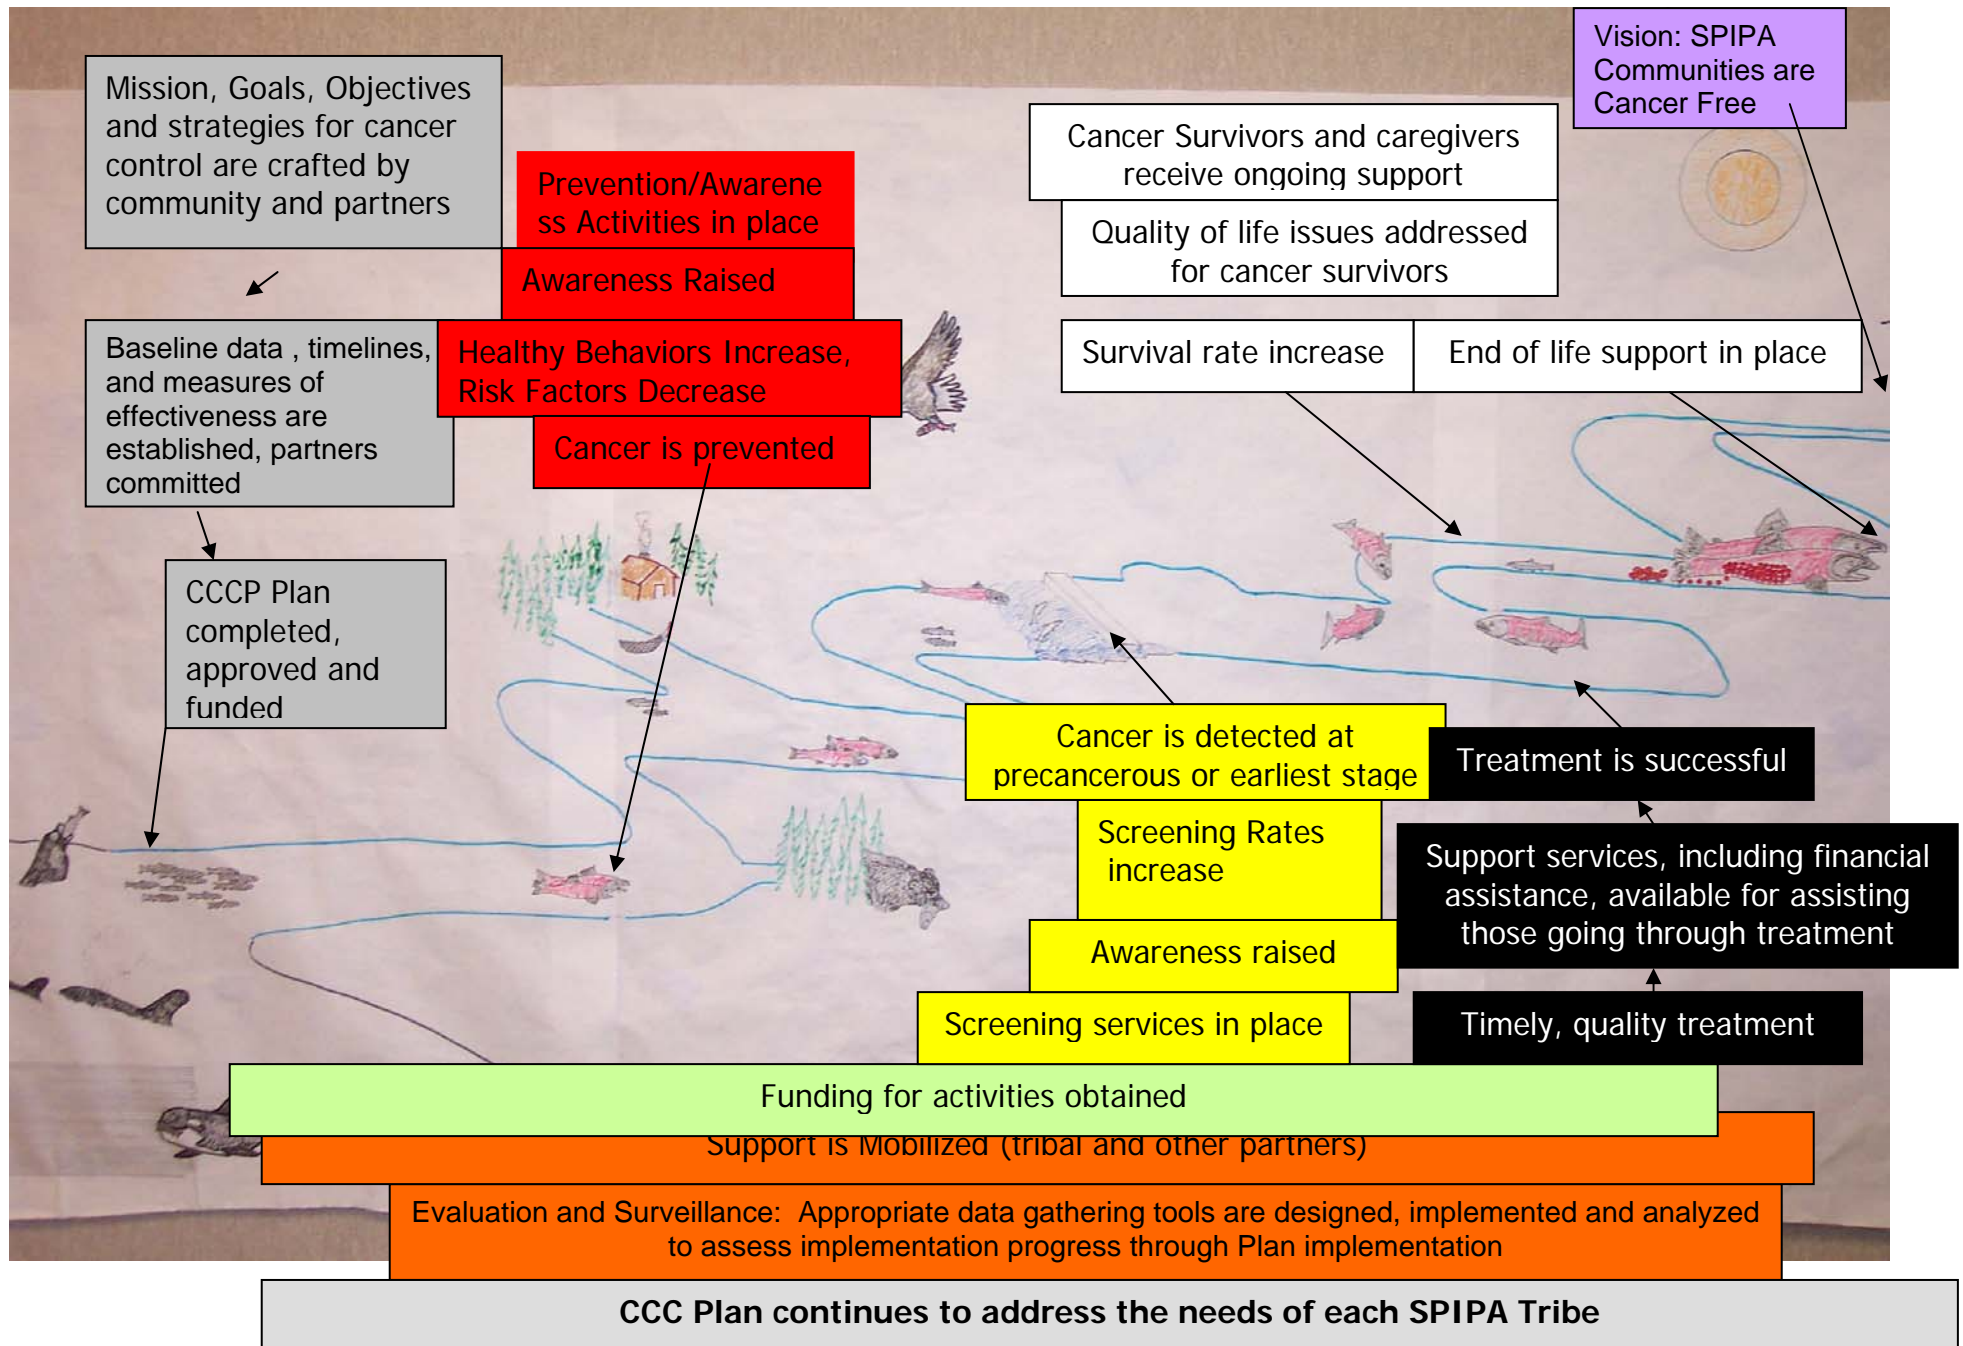 Mission, Goals, Objectives
and strategies for cancer
control are crafted by
community and partners
Baseline data , timelines,
and measures of
effectiveness are
established, partners
committed
CCCP Plan
completed,
approved and
funded
Prevention/Awarene
ss Activities in place
Awareness Raised
Healthy Behaviors Increase,
Risk Factors Decrease
Cancer is prevented
Cancer Survivors and caregivers
receive ongoing support
Quality of life issues addressed
for cancer survivors
Survival rate increase
End of life support in place
Vision: SPIPA
Communities are
Cancer Free
Cancer is detected at
precancerous or earliest stage
Screening Rates
increase
Awareness raised
Screening services in place
Treatment is successful
Support services, including financial
assistance, available for assisting
those going through treatment
Timely, quality treatment
Funding for activities obtained
Support is Mobilized (tribal and other partners)
Evaluation and Surveillance: Appropriate data gathering tools are designed, implemented and analyzed
to assess implementation progress through Plan implementation
CCC Plan continues to address the needs of each SPIPA Tribe